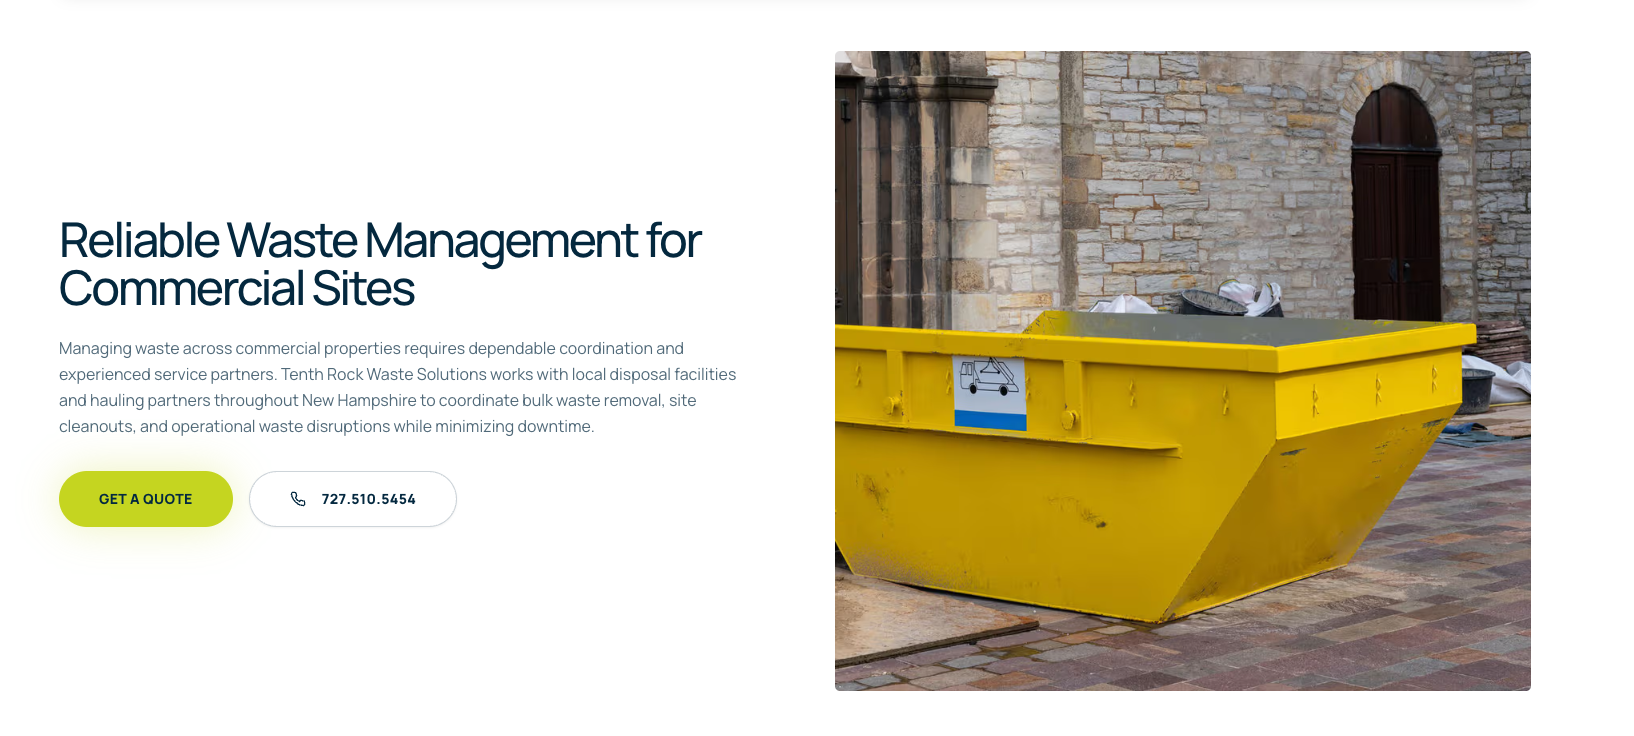 Reliable Waste Management for
Commercial Sites
Managing waste across commercial properties requires dependable coordination and
experienced service partners. Tenth Rock Waste Solutions works with local disposal facilities
and hauling partners throughout New Hampshire to coordinate bulk waste removal, site
cleanouts, and operational waste disruptions while minimizing downtime.
GET A QUOTE
727.510.5454